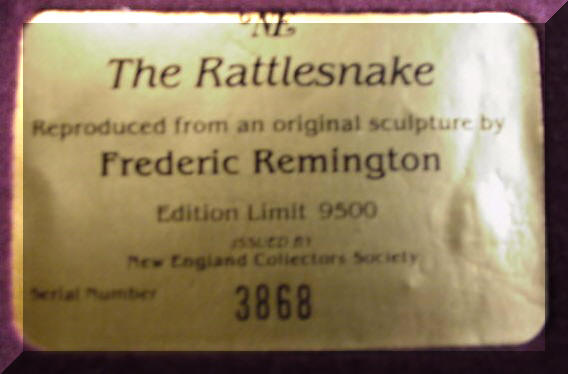 NE
The Rattlesnake
Reproduced from an original sculpture by
Frederic Remington
Edition Limit 9500
ISSUED BY
New England Collectors Society
Serial Number 3868